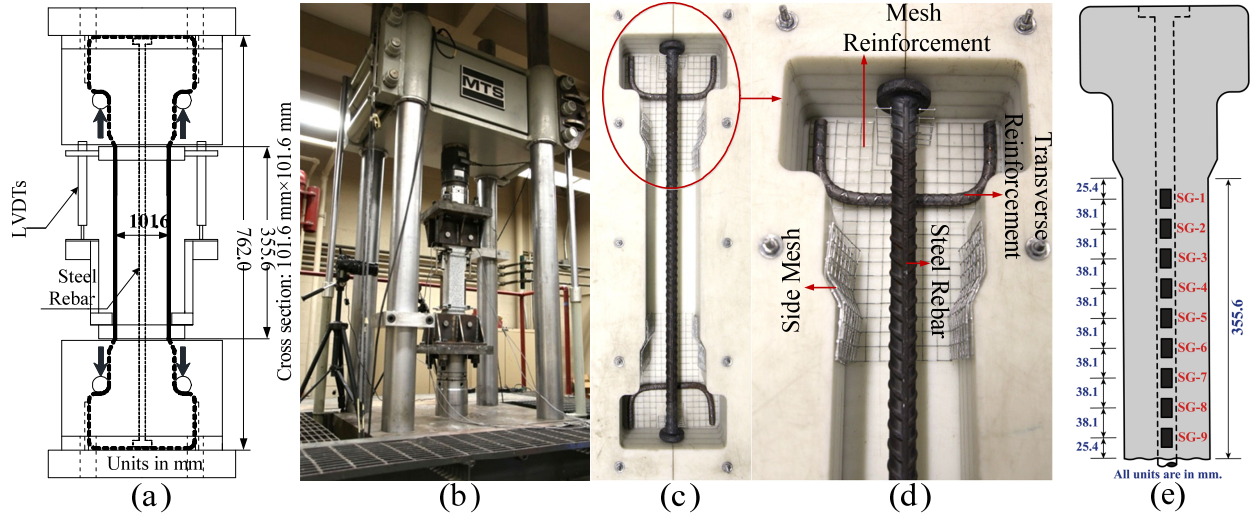 LVDTs
1016
Steel
Rebar
355.6
762.0
Cross section: 101.6 mm×101.6 mm
Units in mm
(a)
MTS
(b)
(c)
Mesh
Reinforcement
Transverse
Reinforcement
Steel Rebar
Side Mesh
(d)
25.4
38.1
38.1
38.1
38.1
38.1
38.1
38.1
38.1
25.4
SG-1
SG-2
SG-3
SG-4
SG-5
SG-6
SG-7
SG-8
SG-9
355.6
All units are in mm.
(e)